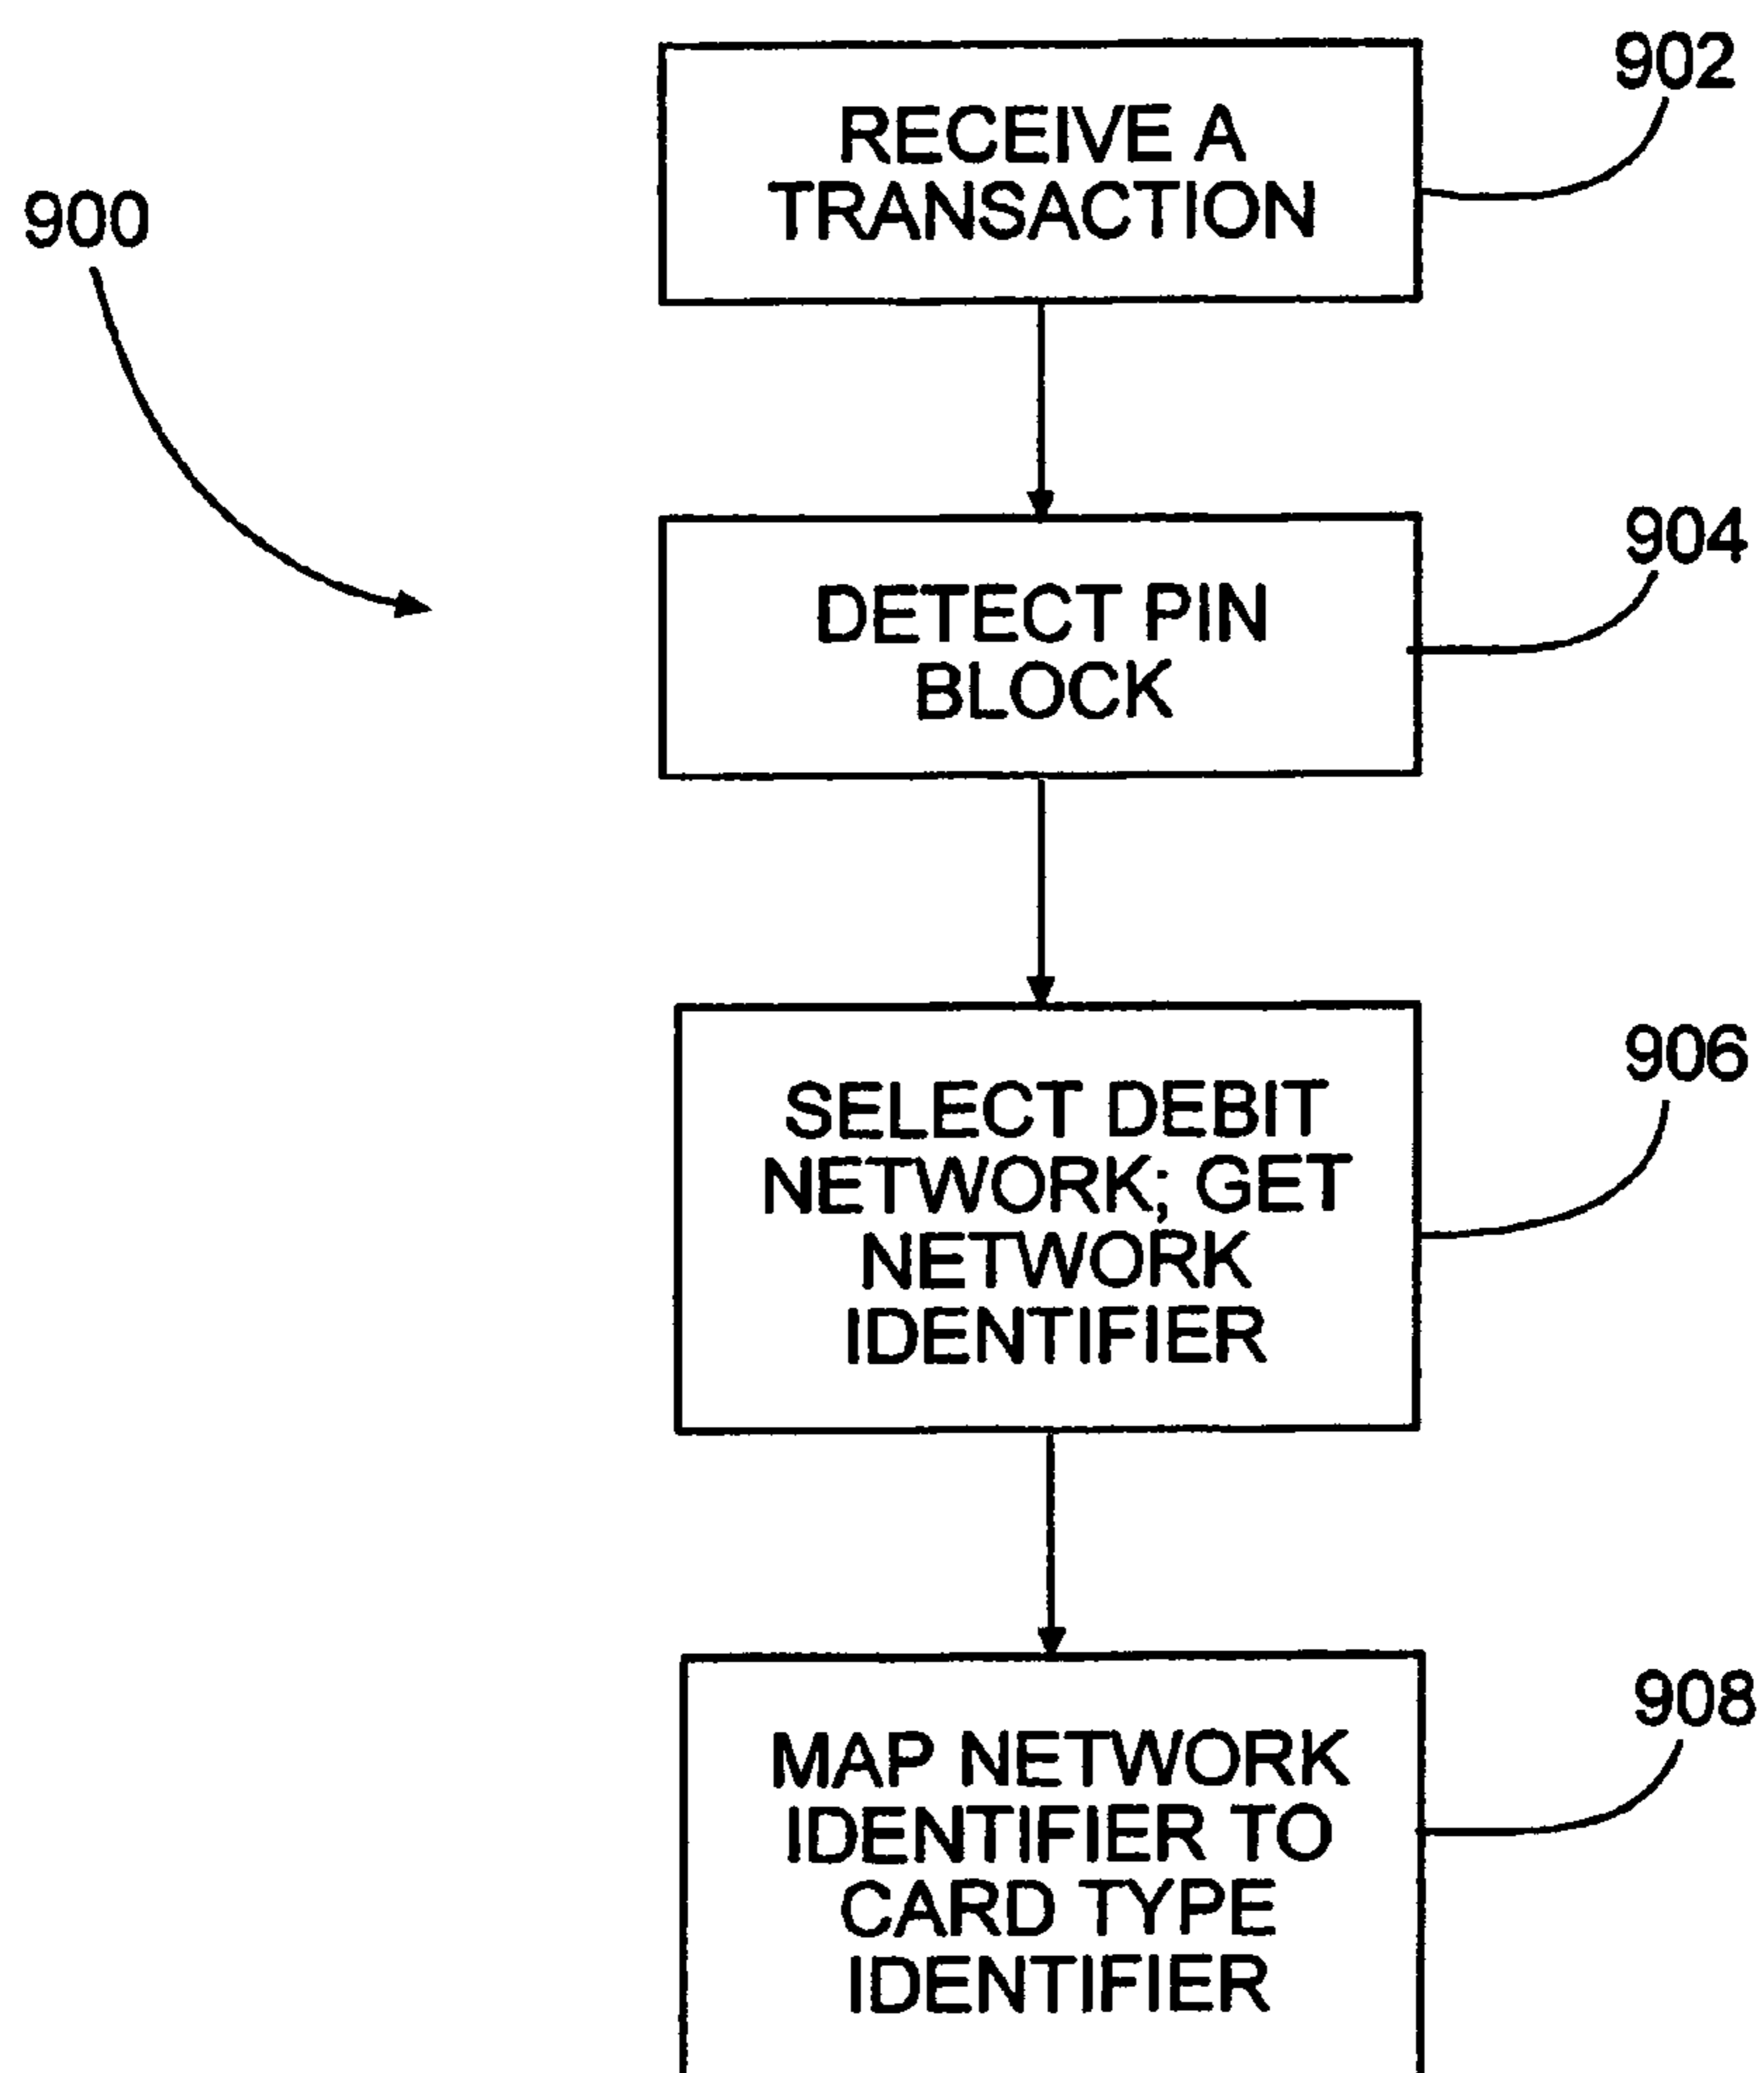 902
RECEIVE A
TRANSACTION
900
904
DETECT PIN
BLOCK
906
SELECT DEBIT
NETWORK; GET
NETWORK
IDENTIFIER
908
MAP NETWORK
IDENTIFIER TO
CARD TYPE
IDENTIFIER